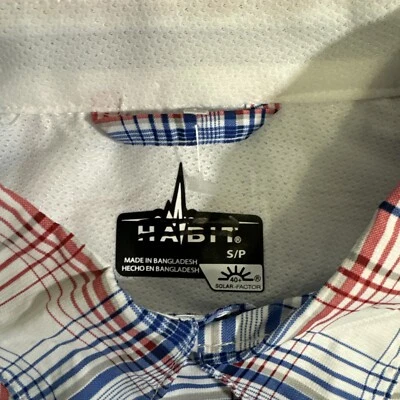 HABIT®
S/P
MADE IN BANGLADESH
HECHO EN BANGLADESH
40+ ®
SOLAR-FACTOR